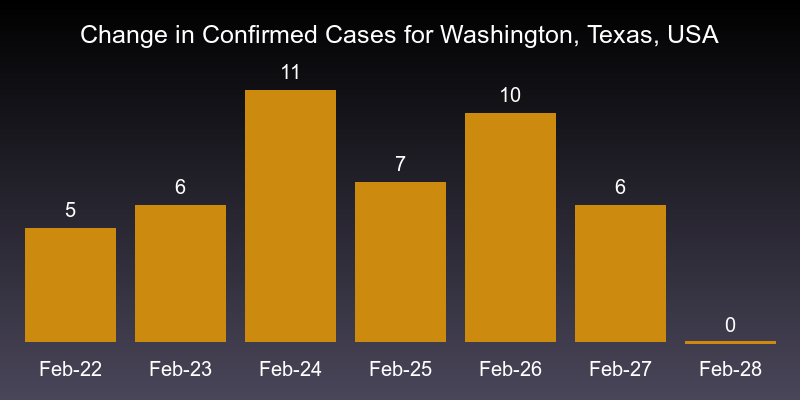 Change in Confirmed Cases for Washington, Texas, USA
5
6
11
7
10
6
0
Feb-22
Feb-23
Feb-24
Feb-25
Feb-26
Feb-27
Feb-28